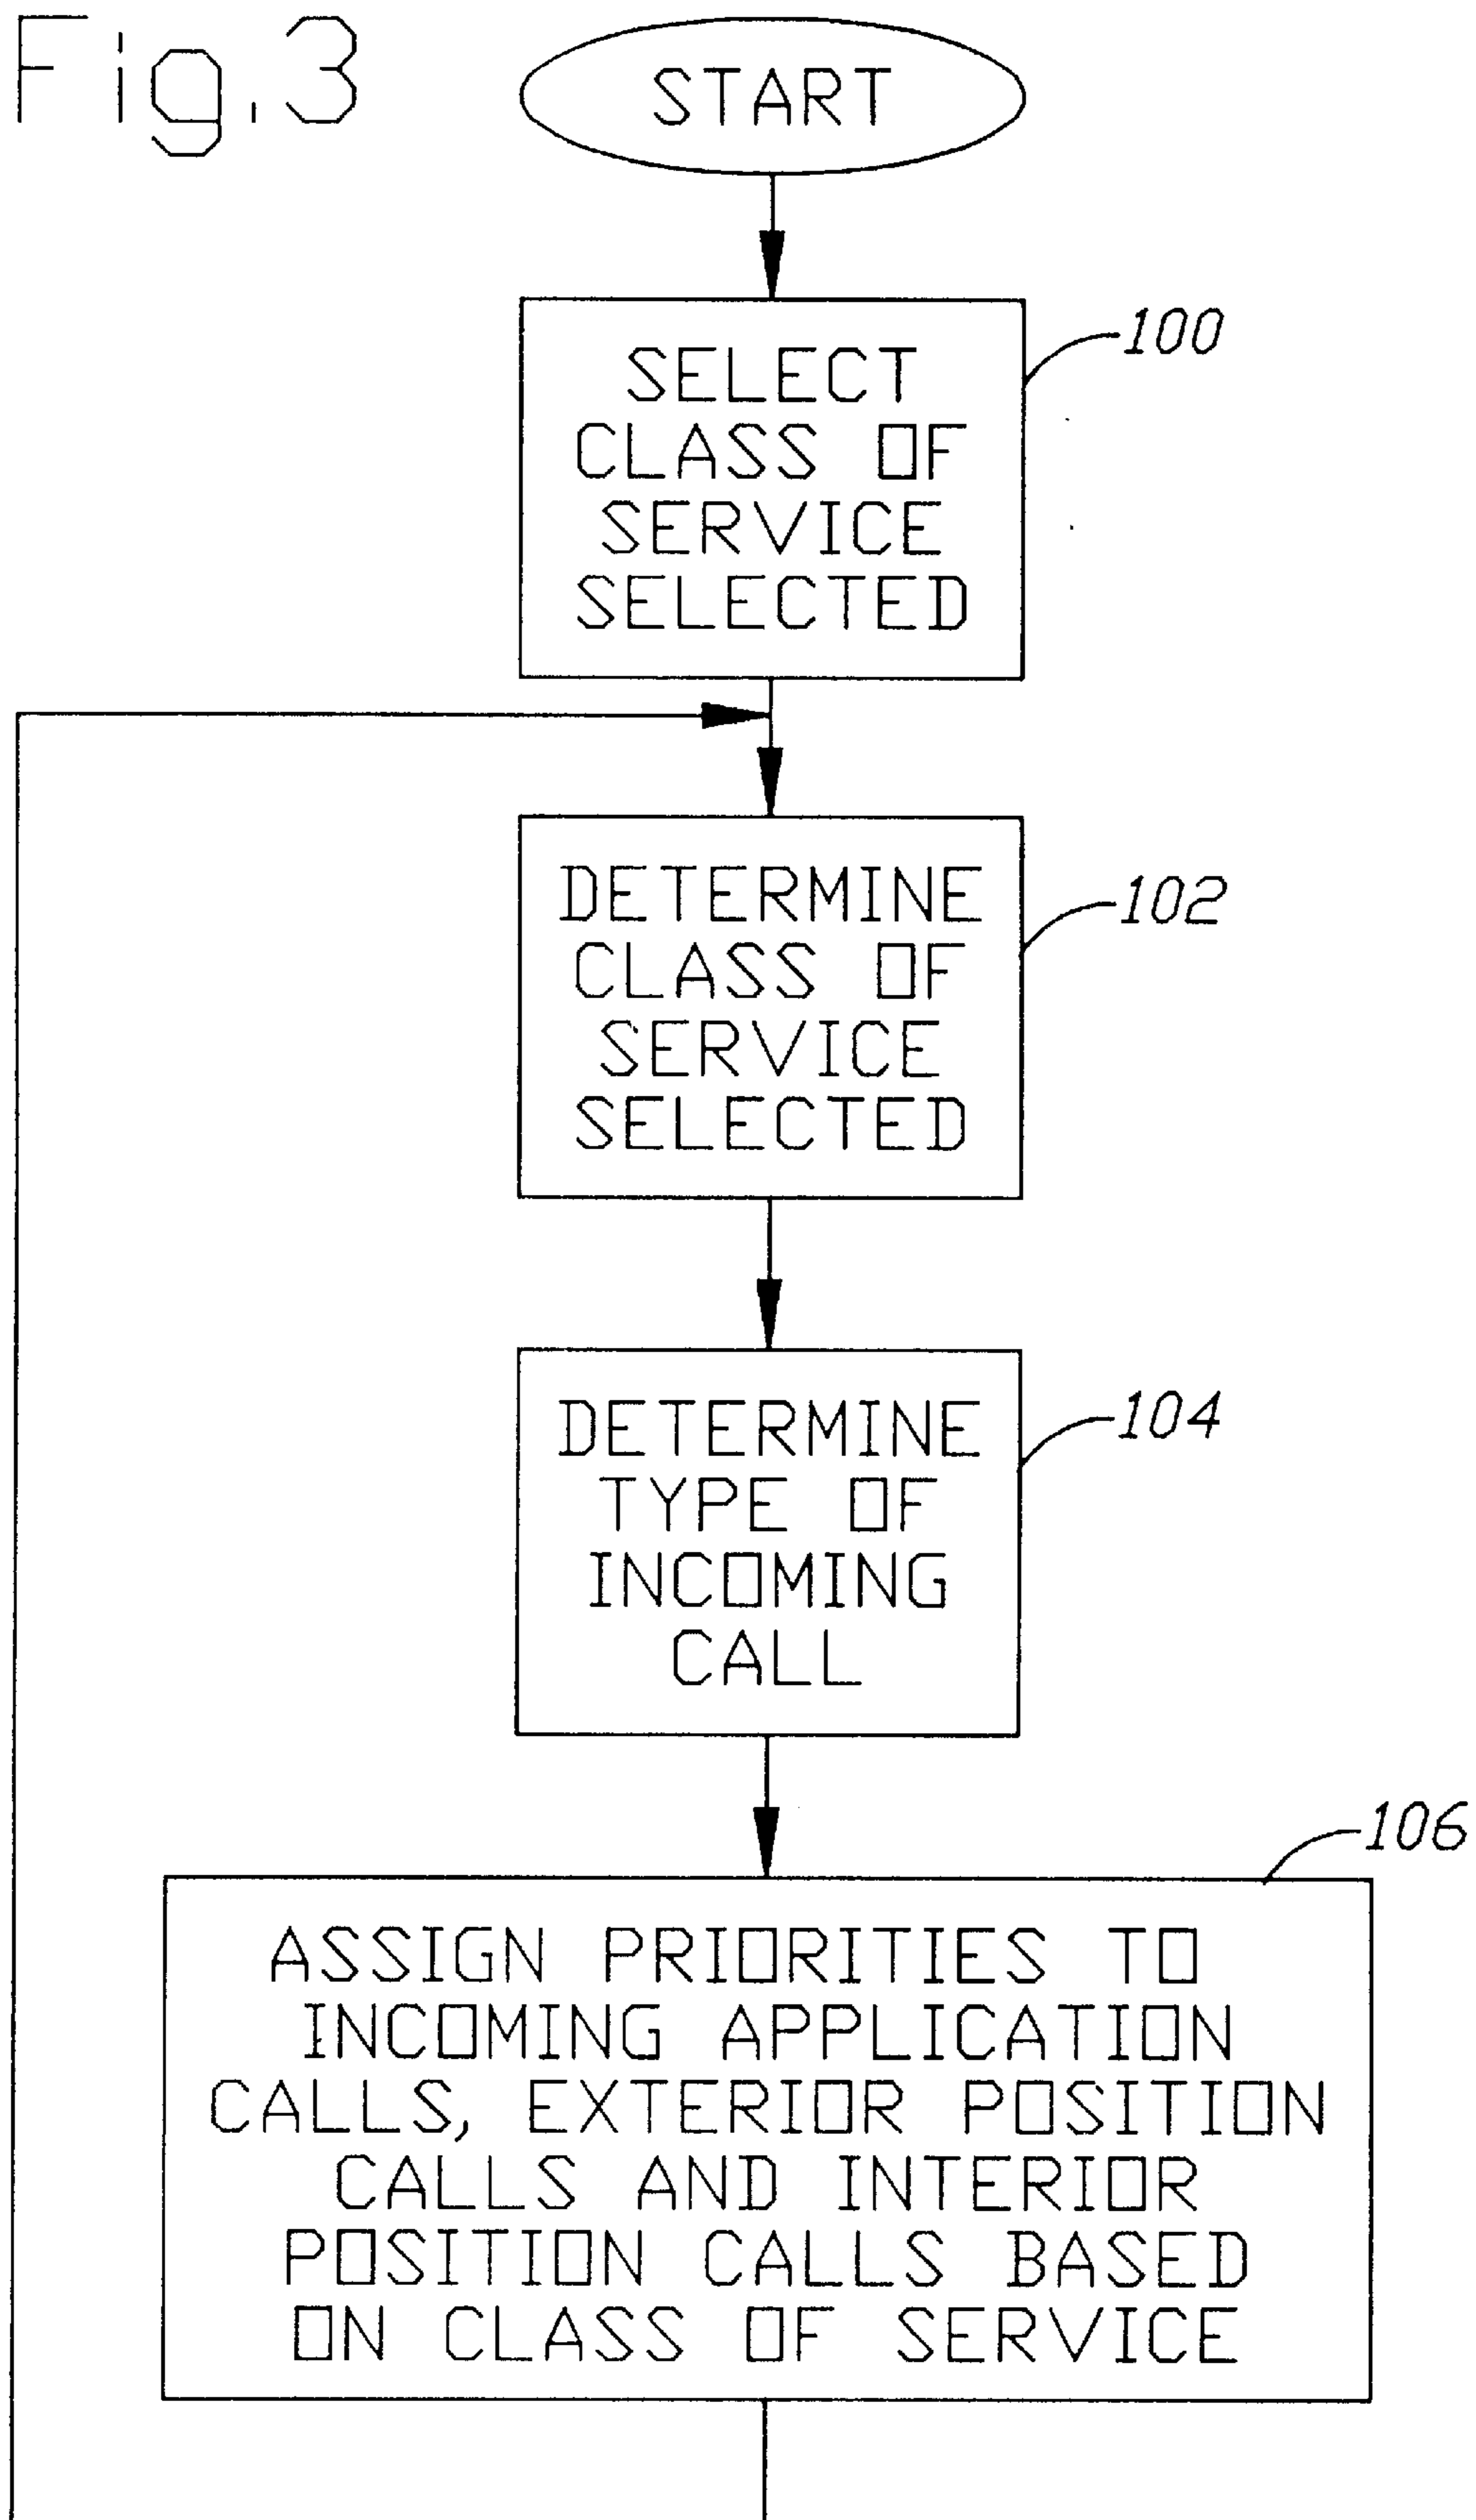 Fig.3
START
100
SELECT
CLASS OF
SERVICE
SELECTED
102
DETERMINE
CLASS OF
SERVICE
SELECTED
104
DETERMINE
TYPE OF
INCOMING
CALL
106
ASSIGN PRIORITIES TO
INCOMING APPLICATION
CALLS, EXTERIOR POSITION
CALLS AND INTERIOR
POSITION CALLS BASED
ON CLASS OF SERVICE